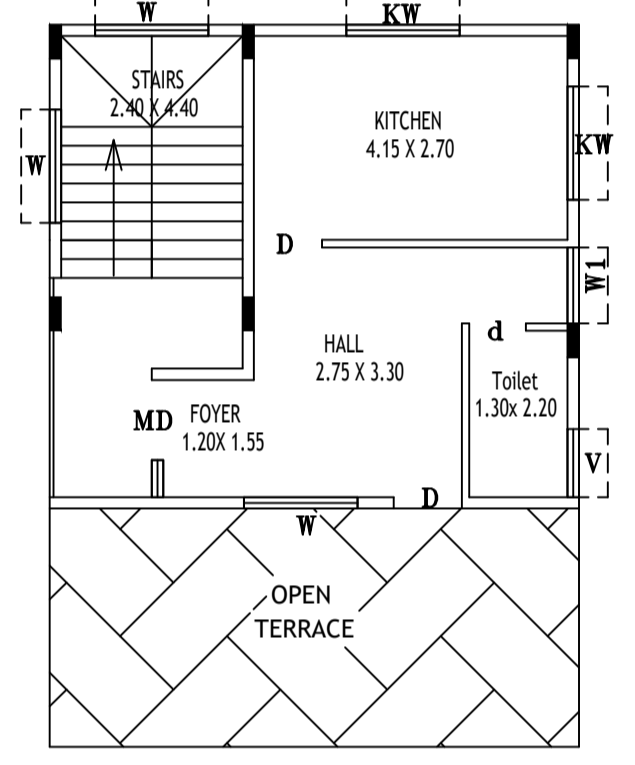 W
KW
STAIRS
2.40 X 4.40
KITCHEN
4.15 X 2.70
KW
W
D
W1
d
HALL
2.75 X 3.30
Toilet
1.30x 2.20
MD
FOYER
1.20X 1.55
V
D
W
OPEN
TERRACE